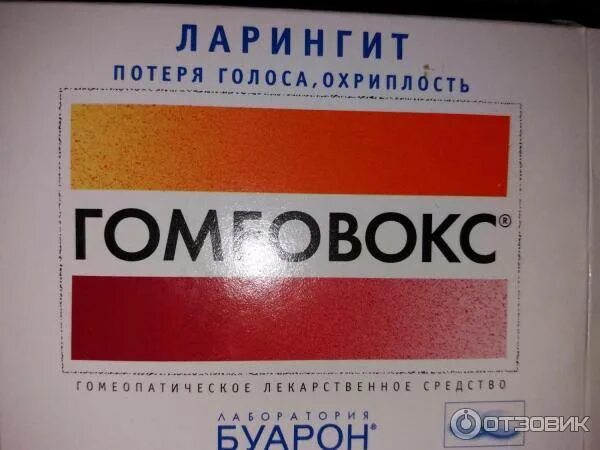 ЛАРИНГИТ
ПОТЕРЯ ГОЛОСА, ОХРИПЛОСТЬ
ГОМЕОВОКС®
ГОМЕОПАТИЧЕСКОЕ ЛЕКАРСТВЕННОЕ СРЕДСТВО
ЛАБОРАТОРИЯ
БУАРОН®
ОТЗОВИК